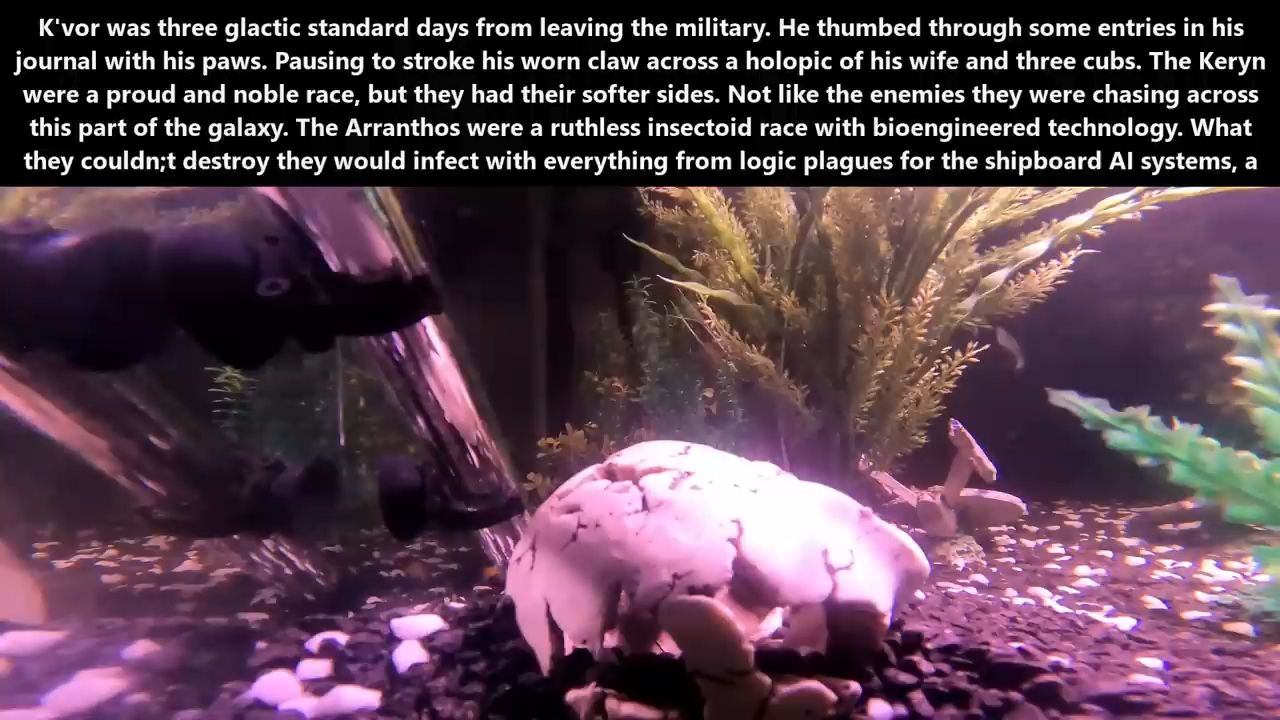 K'vor was three glactic standard days from leaving the military. He thumbed through some entries in his
journal with his paws. Pausing to stroke his worn claw across a holopic of his wife and three cubs. The Keryn
were a proud and noble race, but they had their softer sides. Not like the enemies they were chasing across
this part of the galaxy. The Arranthos were a ruthless insectoid race with bioengineered technology. What
they couldn;t destroy they would infect with everything from logic plagues for the shipboard AI systems, a